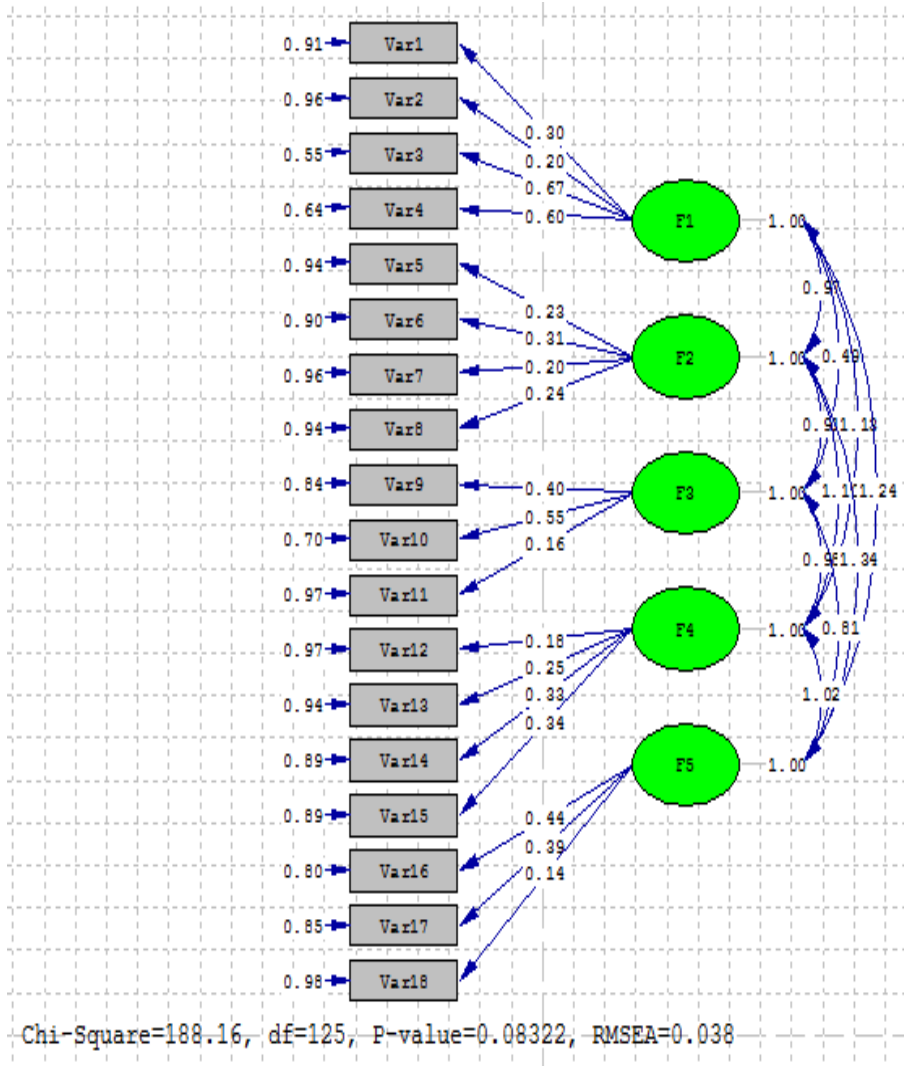 0.91 Var1
0.96 Var2
0.30
0.20
0.55 Var3
0.67
0.64 Var4
0.60
F1
1.00
0.94 Var5
0.97
0.23
0.90 Var6
0.31
0.20
F2
1.00
0.96 Var7
0.24
0.94 Var8
1.13
0.84 Var9
0.40
F3
1.00
1.24
0.55
0.70 Var10
0.16
1.34
0.97 Var11
0.18
F4
1.00
0.81
0.97 Var12
0.25
0.33
1.02
0.94 Var13
0.34
0.89 Var14
F5
1.00
0.89 Var15
0.44
0.39
0.80 Var16
0.14
0.85 Var17
0.98 Var18
Chi-Square=188.16, df=125, P-value=0.08322, RMSEA=0.038